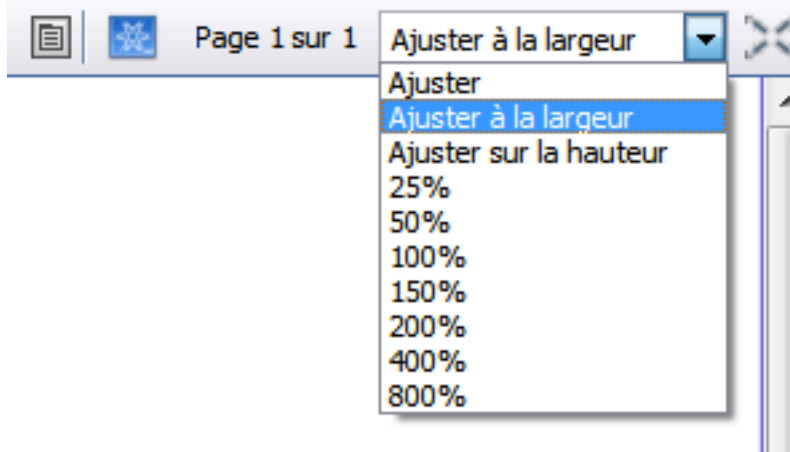 Page 1 sur 1 Ajuster à la largeur
Ajuster
Ajuster à la largeur
Ajuster sur la hauteur
25%
50%
100%
150%
200%
400%
800%